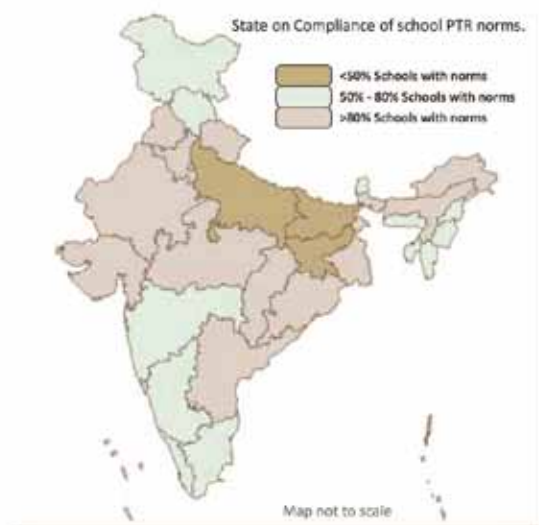 State on Compliance of school PTR norms.
<50% Schools with norms
50% - 80% Schools with norms
>80% Schools with norms
Map not to scale